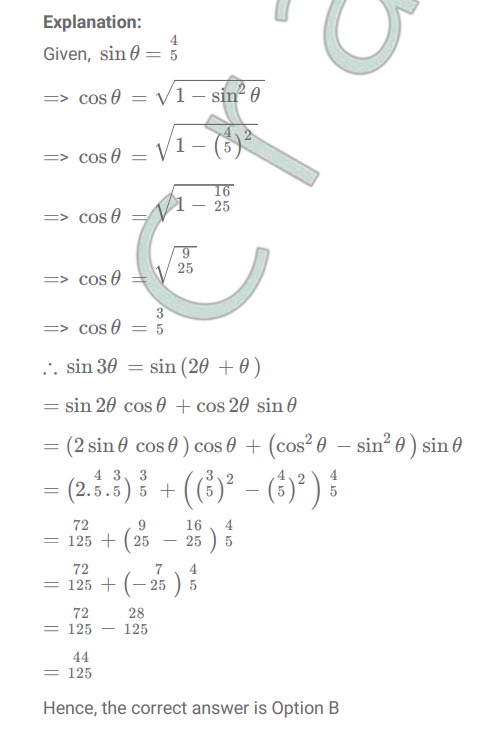 Explanation:
Given, sin θ = 4/5
=> cos θ = √(1 − sin² θ)
=> cos θ = √(1 − (4/5)²)
=> cos θ = √(1 − 16/25)
=> cos θ = √(9/25)
=> cos θ = 3/5
∴ sin 3θ = sin (2θ + θ)
= sin 2θ cos θ + cos 2θ sin θ
= (2 sin θ cos θ) cos θ + (cos² θ − sin² θ) sin θ
= (2. 4/5 . 3/5) 3/5 + ((3/5)² − (4/5)²) 4/5
= 72/125 + (9/25 − 16/25) 4/5
= 72/125 + (− 7/25) 4/5
= 72/125 − 28/125
= 44/125
Hence, the correct answer is Option B